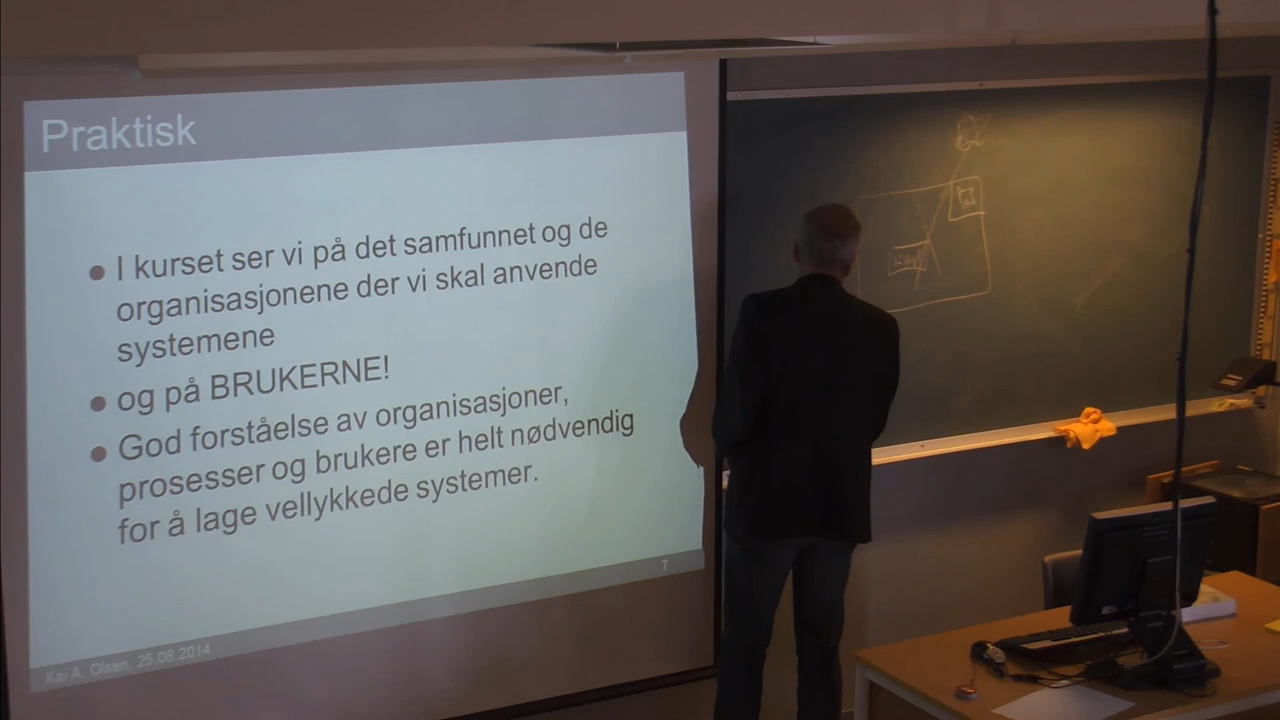 Praktisk
● I kurset ser vi på det samfunnet og de
organisasjonene der vi skal anvende
systemene
● og på BRUKERNE!
● God forståelse av organisasjoner,
prosesser og brukere er helt nødvendig
for å lage vellykkede systemer.
7
Kai A. Olsen, 25.08.2014